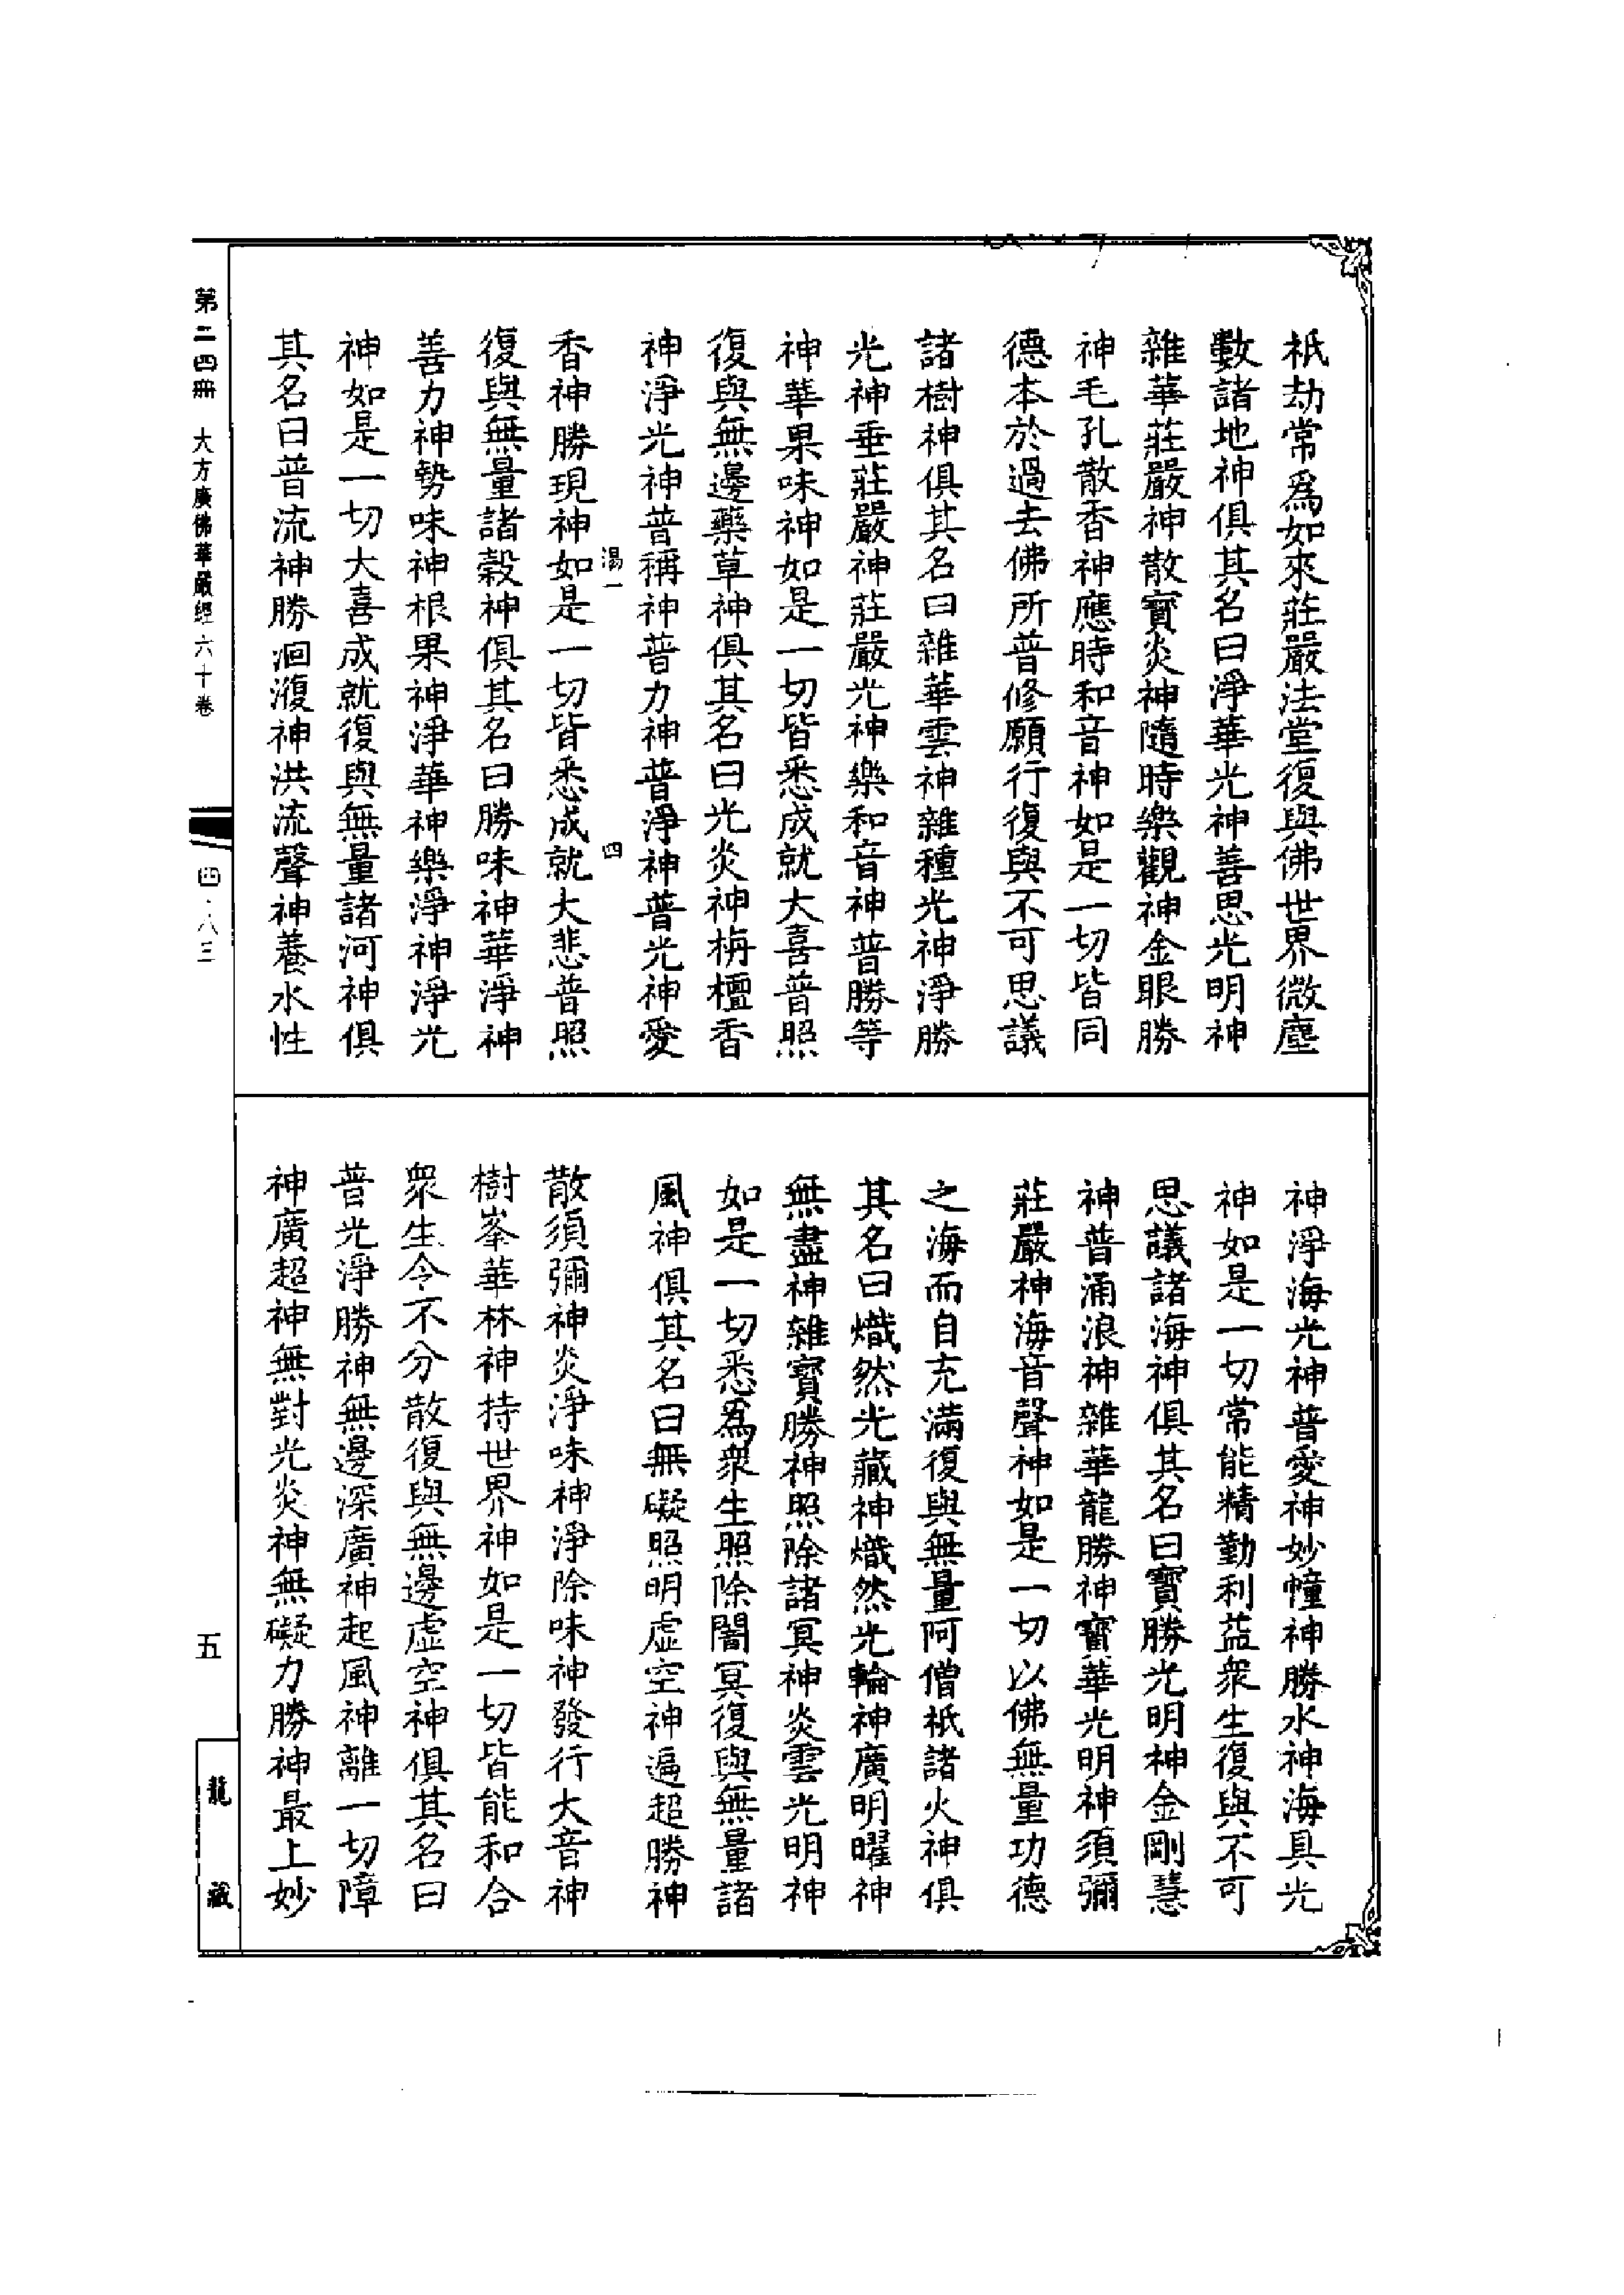 祇劫常爲如來莊嚴法堂復與佛世界微塵
數諸地神俱其名曰淨華光神善思光明神
雜華莊嚴神散寶炎神隨時樂觀神金眼勝
神毛孔散香神應時和音神如是一切皆同
德本於過去佛所普修願行復與不可思議
諸樹神俱其名曰雜華雲神雜種光神淨勝
光神垂莊嚴神莊嚴光神樂和音神普勝等
神華果味神如是一切皆悉成就大喜普照
復與無邊藥草神俱其名曰光炎神栴檀香
神淨光神普稱神普力神普淨神普光神愛
湯一 四
香神勝現神如是一切皆悉成就大悲普照
復與無量諸穀神俱其名曰勝味神華淨神
善力神勢味神根果神淨華神樂淨神淨光
神如是一切大喜成就復與無量諸河神俱
其名曰普流神勝洄澓神洪流聲神養水性
神淨海光神普愛神妙幢神勝水神海具光
神如是一切常能精勤利益衆生復與不可
思議諸海神俱其名曰寶勝光明神金剛慧
神普涌浪神雜華龍勝神寶華光明神須彌
莊嚴神海音聲神如是一切以佛無量功德
之海而自充滿復與無量阿僧祇諸火神俱
其名曰熾然光藏神熾然光輪神廣明曜神
無盡神雜寶勝神照除諸冥神炎雲光明神
如是一切悉爲衆生照除闇冥復與無量諸
風神俱其名曰無礙照明虛空神遍超勝神
散須彌神炎淨味神淨除味神發行大音神
樹峯華林神持世界神如是一切皆能和合
衆生令不分散復與無邊虛空神俱其名曰
普光淨勝神無邊深廣神起風神離一切障
神廣超神無對光炎神無礙力勝神最上妙
第二四冊 大方廣佛華嚴經六十卷
四·八三
五
龍藏